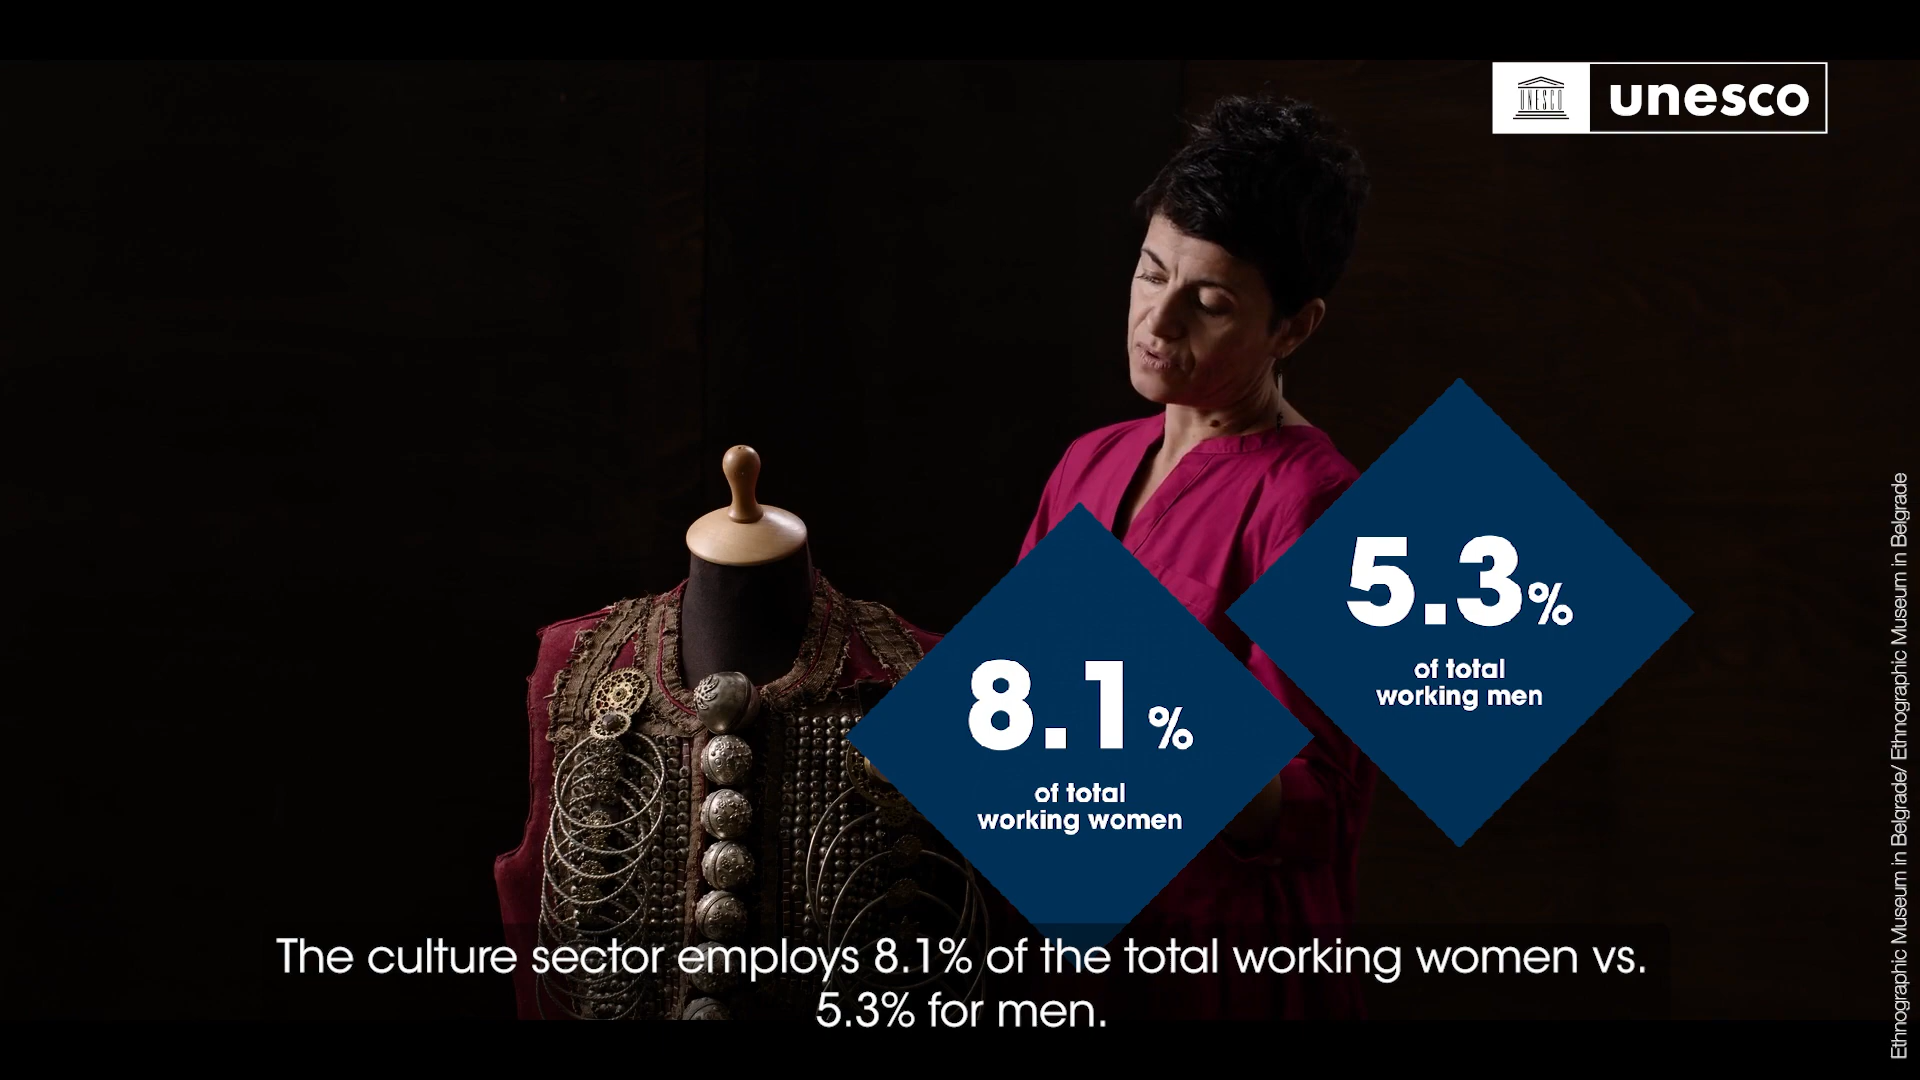 UNESCO
unesco
5.3%
of total
working men
8.1%
of total
working women
The culture sector employs 8.1% of the total working women vs.
5.3% for men.
Ethnographic Museum in Belgrade/ Ethnographic Museum in Belgrade